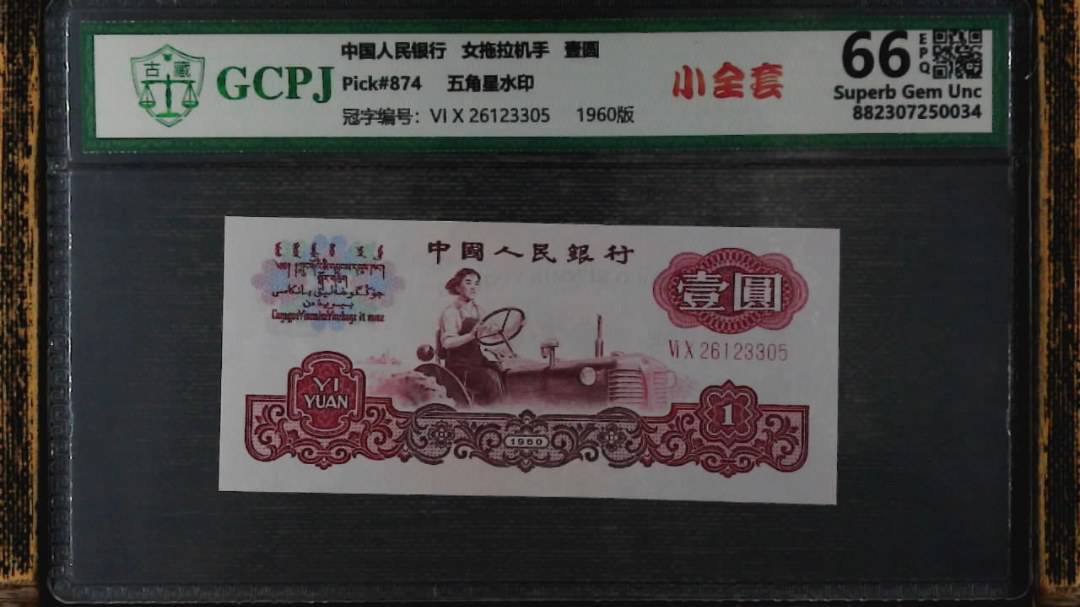 古藏
GCPJ
中国人民银行 女拖拉机手 壹圆
Pick#874 五角星水印
冠字编号: VI X 26123305 1960版
小全套
66
EPQ
Superb Gem Unc
882307250034
中國人民銀行
壹圓
VI X 26123305
YI
YUAN
1960
1